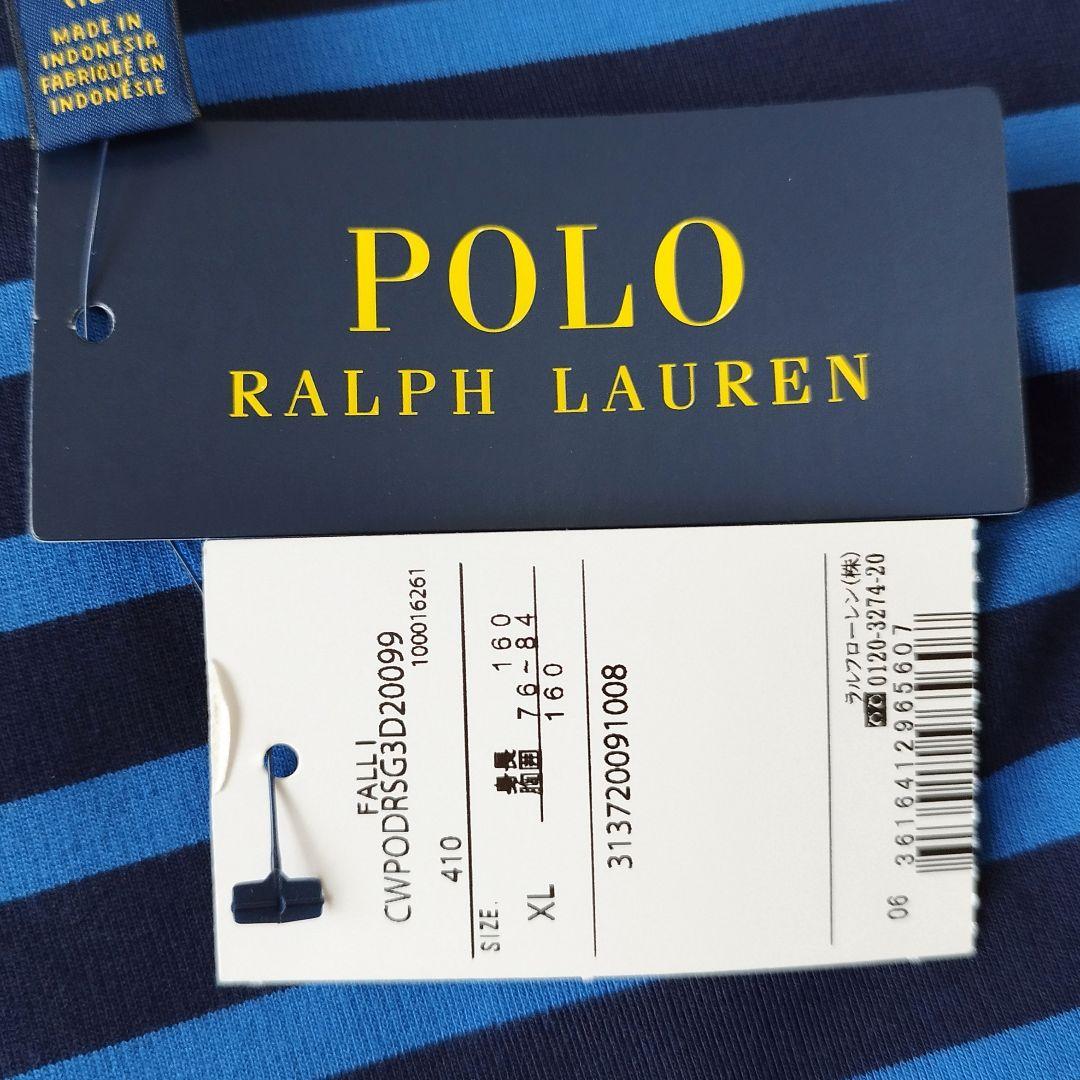 MADE IN
INDONESIA
FABRIQUÉ EN
INDONÉSIE
POLO
RALPH LAUREN
FALL I
CWPODRSG3D20099
100016261
410
SIZE.
XL
身長 160
胸囲 76~84
160
313720091008
ラルフローレン(株)
0120-3274-20
3616412965607
06